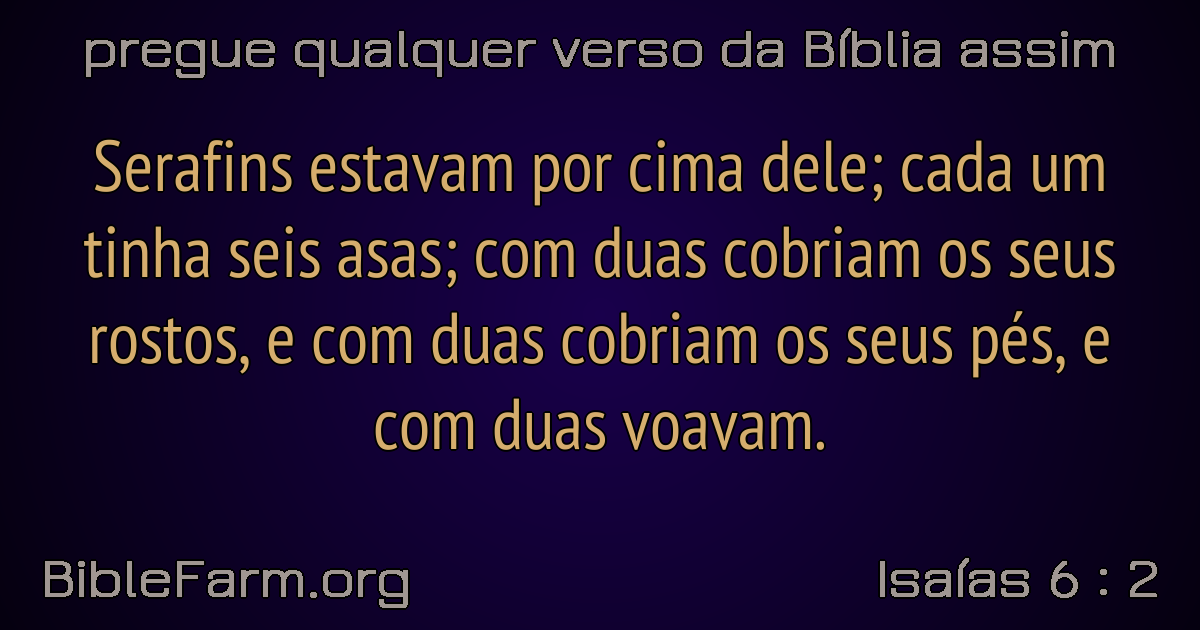 pregue qualquer verso da Bíblia assim
Serafins estavam por cima dele; cada um
tinha seis asas; com duas cobriam os seus
rostos, e com duas cobriam os seus pés, e
com duas voavam.
BibleFarm.org
Isaías 6 : 2